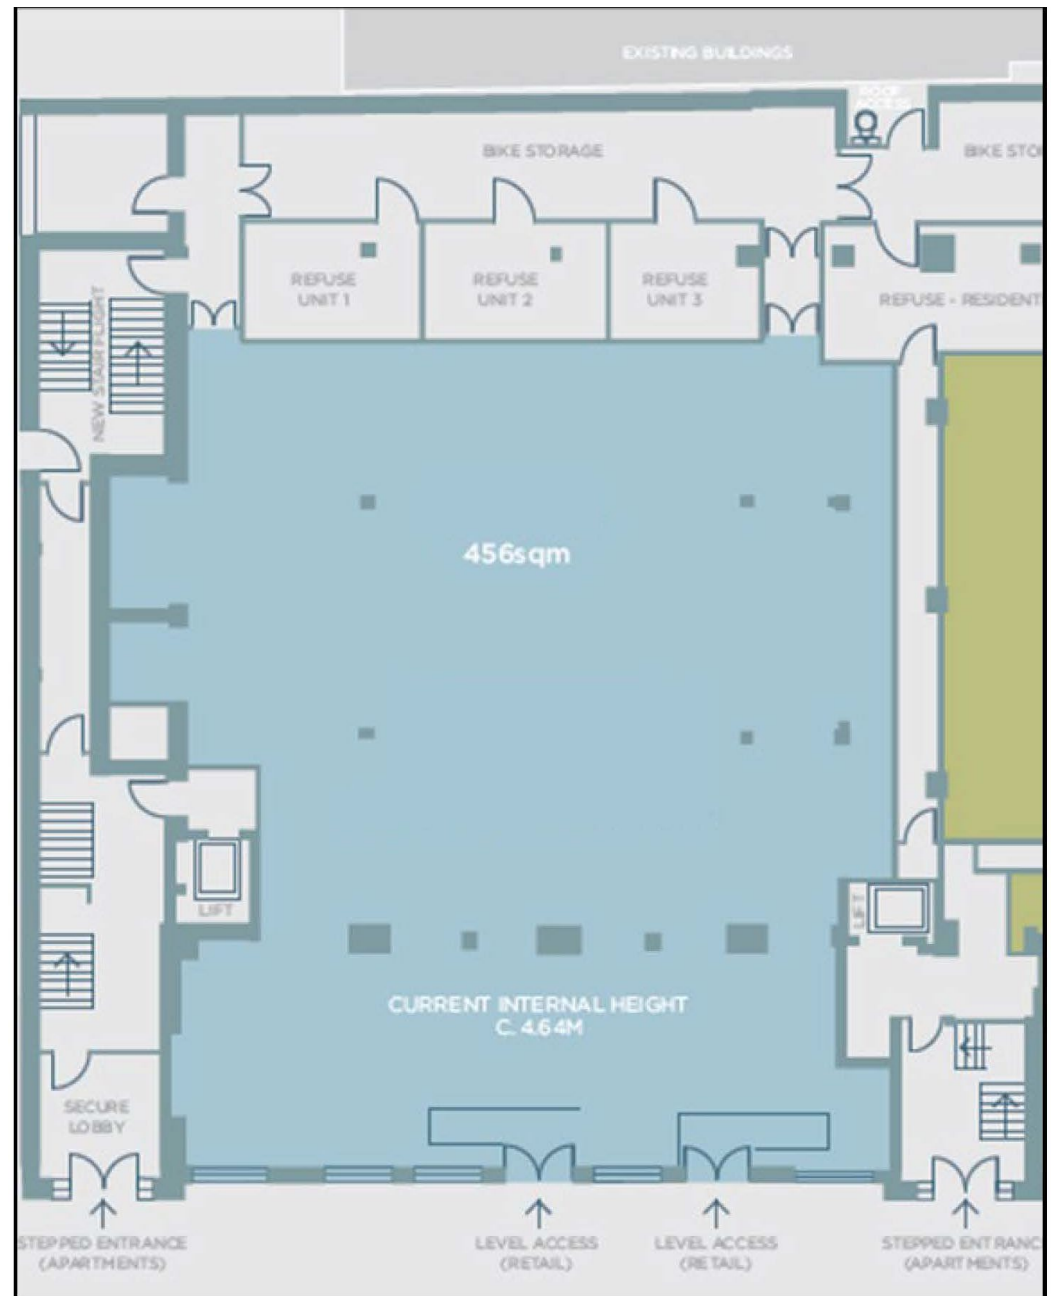 EXISTING BUILDINGS
ROOF
ACCESS
BIKE STORAGE
BIKE STO
REFUSE
UNIT 1
REFUSE
UNIT 2
REFUSE
UNIT 3
REFUSE - RESIDENT
NEW STAIR FLIGHT
456sqm
LIFT
LIFT
CURRENT INTERNAL HEIGHT
C. 4.64M
SECURE
LOBBY
STEPPED ENTRANCE
(APARTMENTS)
LEVEL ACCESS
(RETAIL)
LEVEL ACCESS
(RETAIL)
STEPPED ENTRANC
(APARTMENTS)